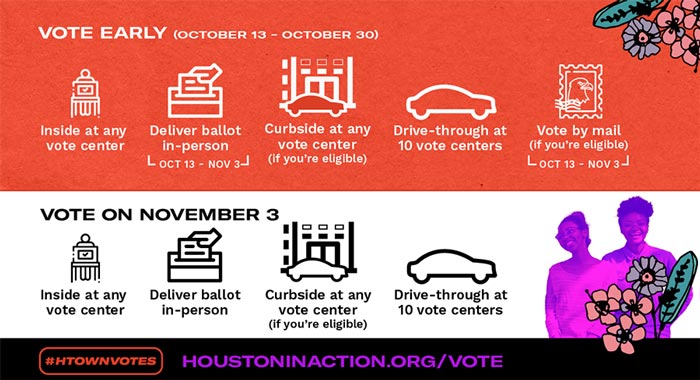 VOTE EARLY (OCTOBER 13 - OCTOBER 30)
Inside at any
vote center
Deliver ballot
in-person
OCT 13 - NOV 3
Curbside at any
vote center
(if you're eligible)
Drive-through at
10 vote centers
Vote by mail
(if you're eligible)
OCT 13 - NOV 3
VOTE ON NOVEMBER 3
Inside at any
vote center
Deliver ballot
in-person
Curbside at any
vote center
(if you're eligible)
Drive-through at
10 vote centers
#HTOWNVOTES
HOUSTONINACTION.ORG/VOTE